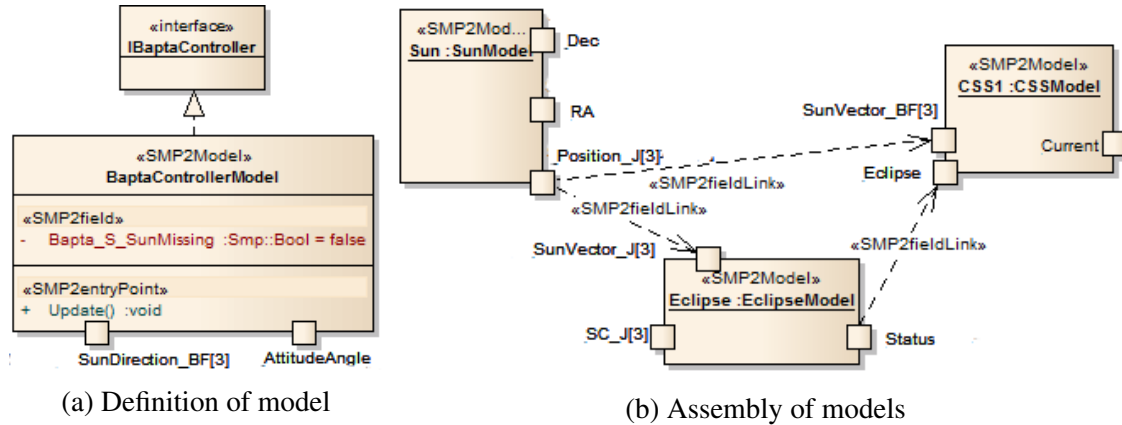 «interface»
IBaptaController
«SMP2Model»
BaptaControllerModel
«SMP2field»
- Bapta_S_SunMissing :Smp::Bool = false
«SMP2entryPoint»
+ Update() :void
SunDirection_BF[3]
AttitudeAngle
(a) Definition of model
«SMP2Mod...
Sun :SunModel
Dec
RA
Position_J[3]
«SMP2Model»
CSS1 :CSSModel
SunVector_BF[3]
Current
Eclipse
«SMP2fieldLink»
«SMP2fieldLink»
«SMP2fieldLink»
SunVector_J[3]
«SMP2Model»
Eclipse :EclipseModel
SC_J[3]
Status
(b) Assembly of models